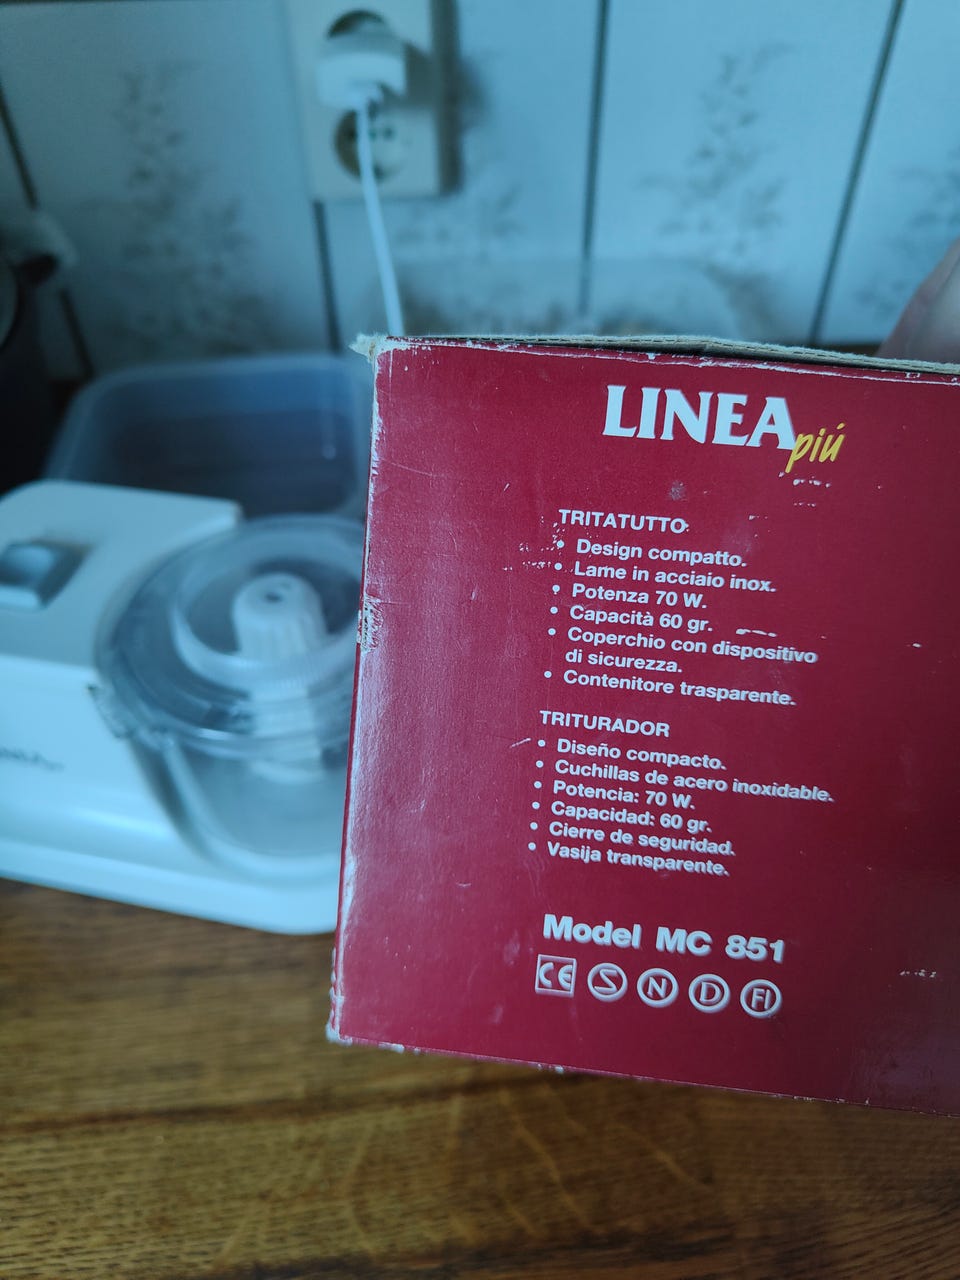 LINEA
piú
TRITATUTTO
• Design compatto.
• Lame in acciaio inox.
• Potenza 70 W.
• Capacità 60 gr.
• Coperchio con dispositivo
di sicurezza.
• Contenitore trasparente.
TRITURADOR
• Diseño compacto.
• Cuchillas de acero inoxidable.
• Potencia: 70 W.
• Capacidad: 60 gr.
• Cierre de seguridad.
• Vasija transparente.
Model MC 851
CE S N D FI